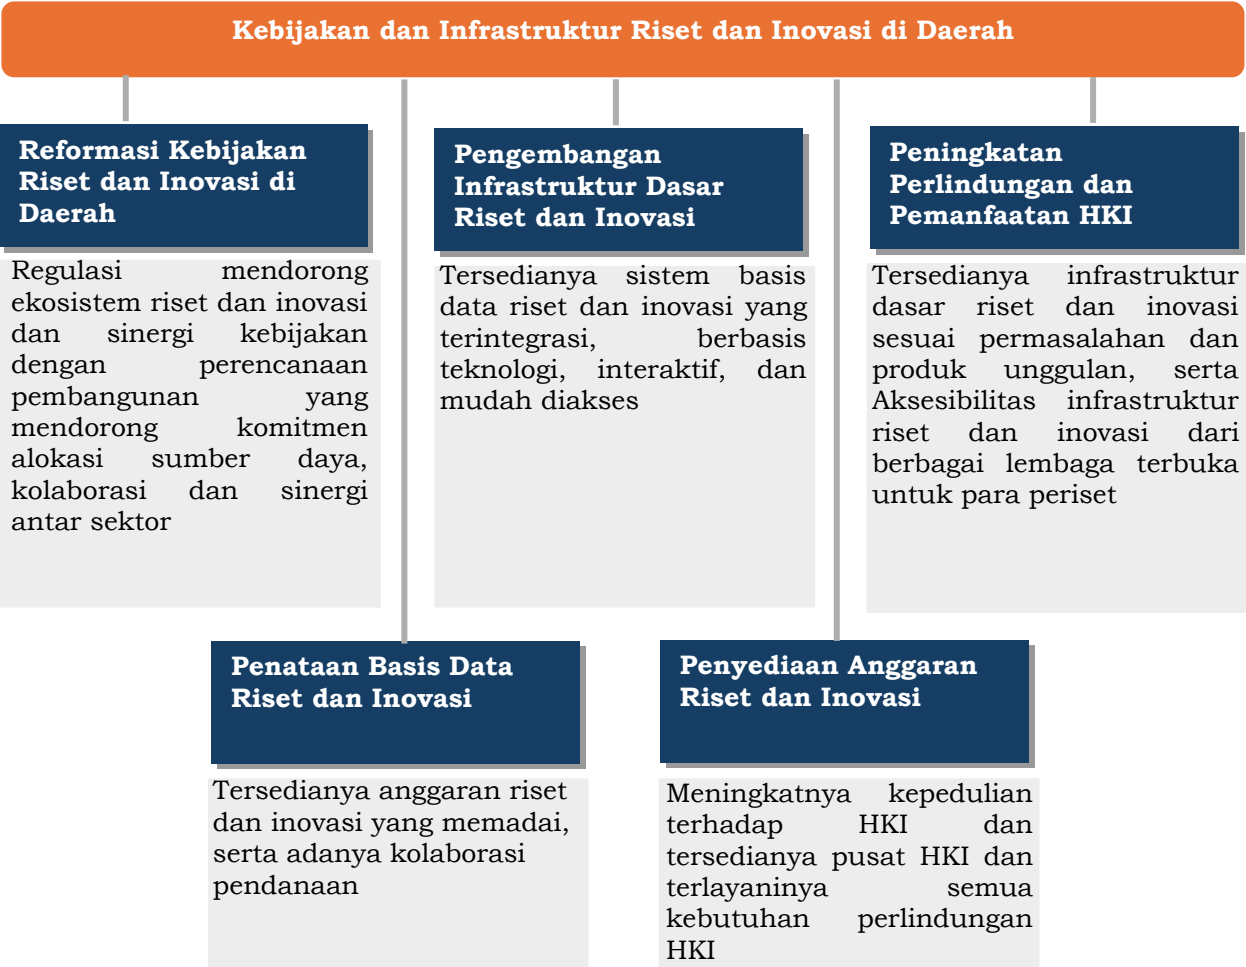 Kebijakan dan Infrastruktur Riset dan Inovasi di Daerah
Reformasi Kebijakan
Riset dan Inovasi di
Daerah
Regulasi mendorong
ekosistem riset dan inovasi
dan sinergi kebijakan
dengan perencanaan
pembangunan yang
mendorong komitmen
alokasi sumber daya,
kolaborasi dan sinergi
antar sektor
Pengembangan
Infrastruktur Dasar
Riset dan Inovasi
Tersedianya sistem basis
data riset dan inovasi yang
terintegrasi, berbasis
teknologi, interaktif, dan
mudah diakses
Peningkatan
Perlindungan dan
Pemanfaatan HKI
Tersedianya infrastruktur
dasar riset dan inovasi
sesuai permasalahan dan
produk unggulan, serta
Aksesibilitas infrastruktur
riset dan inovasi dari
berbagai lembaga terbuka
untuk para periset
Penataan Basis Data
Riset dan Inovasi
Tersedianya anggaran riset
dan inovasi yang memadai,
serta adanya kolaborasi
pendanaan
Penyediaan Anggaran
Riset dan Inovasi
Meningkatnya kepedulian
terhadap HKI dan
tersedianya pusat HKI dan
terlayaninya semua
kebutuhan perlindungan
HKI